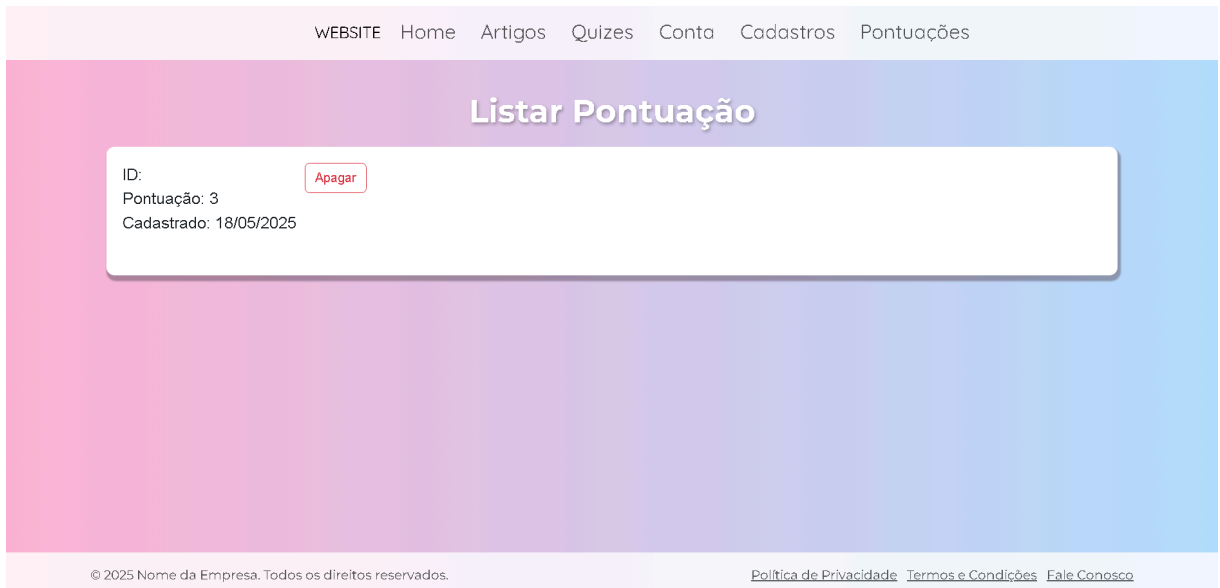 WEBSITE Home Artigos Quizes Conta Cadastros Pontuações
Listar Pontuação
ID:
Apagar
Pontuação: 3
Cadastrado: 18/05/2025
© 2025 Nome da Empresa. Todos os direitos reservados.
Política de Privacidade Termos e Condições Fale Conosco